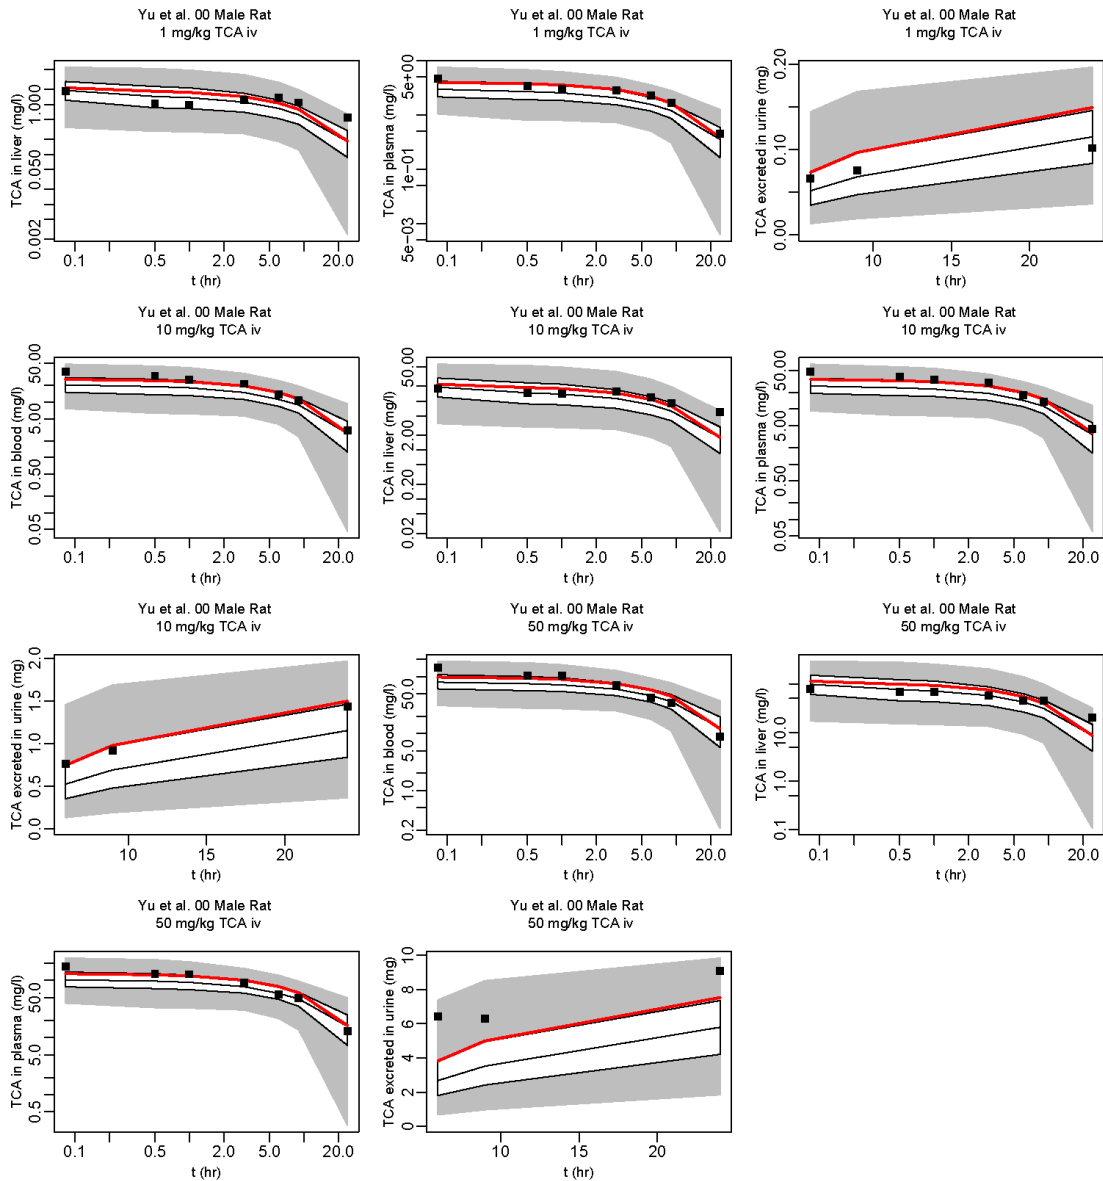 Yu et al. 00 Male Rat
1 mg/kg TCA iv
TCA in liver (mg/l)
0.002
0.050
1.000
0.1
0.5
2.0
5.0
20.0
t (hr)
Yu et al. 00 Male Rat
1 mg/kg TCA iv
TCA in plasma (mg/l)
5e−03
1e−01
5e+00
0.1
0.5
2.0
5.0
20.0
t (hr)
Yu et al. 00 Male Rat
1 mg/kg TCA iv
TCA excreted in urine (mg)
0.00
0.10
0.20
10
15
20
t (hr)
Yu et al. 00 Male Rat
10 mg/kg TCA iv
TCA in blood (mg/l)
0.05
0.50
5.00
50.00
0.1
0.5
2.0
5.0
20.0
t (hr)
Yu et al. 00 Male Rat
10 mg/kg TCA iv
TCA in liver (mg/l)
0.02
0.20
2.00
50.00
0.1
0.5
2.0
5.0
20.0
t (hr)
Yu et al. 00 Male Rat
10 mg/kg TCA iv
TCA in plasma (mg/l)
0.05
0.50
5.00
50.00
0.1
0.5
2.0
5.0
20.0
t (hr)
Yu et al. 00 Male Rat
10 mg/kg TCA iv
TCA excreted in urine (mg)
0.0
0.5
1.0
1.5
2.0
10
15
20
t (hr)
Yu et al. 00 Male Rat
50 mg/kg TCA iv
TCA in blood (mg/l)
0.2
1.0
5.0
50.0
0.1
0.5
2.0
5.0
20.0
t (hr)
Yu et al. 00 Male Rat
50 mg/kg TCA iv
TCA in liver (mg/l)
0.1
1.0
10.0
0.1
0.5
2.0
5.0
20.0
t (hr)
Yu et al. 00 Male Rat
50 mg/kg TCA iv
TCA in plasma (mg/l)
0.5
5.0
50.0
0.1
0.5
2.0
5.0
20.0
t (hr)
Yu et al. 00 Male Rat
50 mg/kg TCA iv
TCA excreted in urine (mg)
0
2
4
6
8
10
10
15
20
t (hr)